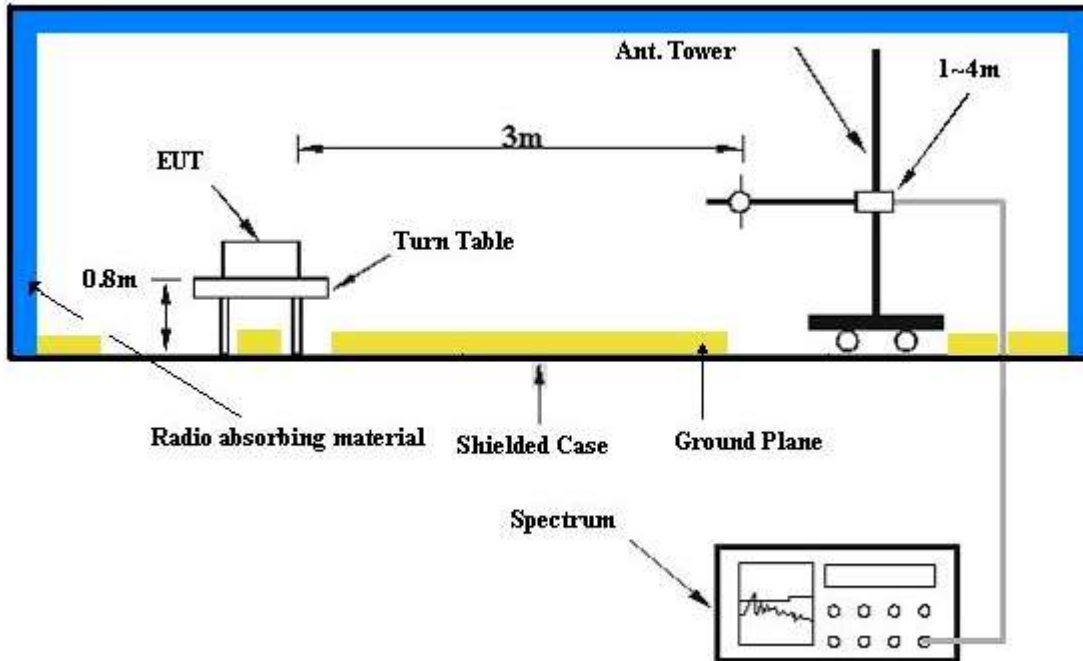 Ant. Tower
1~4m
3m
EUT
Turn Table
0.8m
Radio absorbing material
Shielded Case
Ground Plane
Spectrum